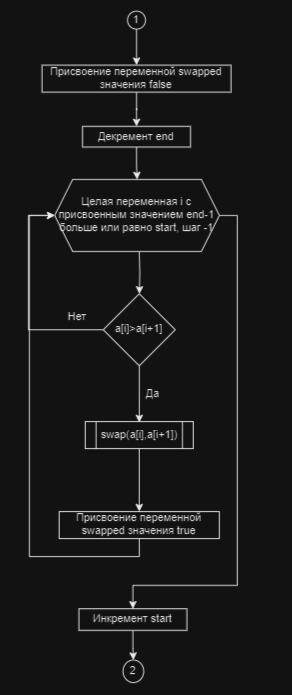 1
Присвоение переменной swapped
значения false
Декремент end
Целая переменная i с
присвоенным значением end-1
больше или равно start, шаг -1
a[i]>a[i+1]
Нет
Да
swap(a[i],a[i+1])
Присвоение переменной
swapped значения true
Инкремент start
2